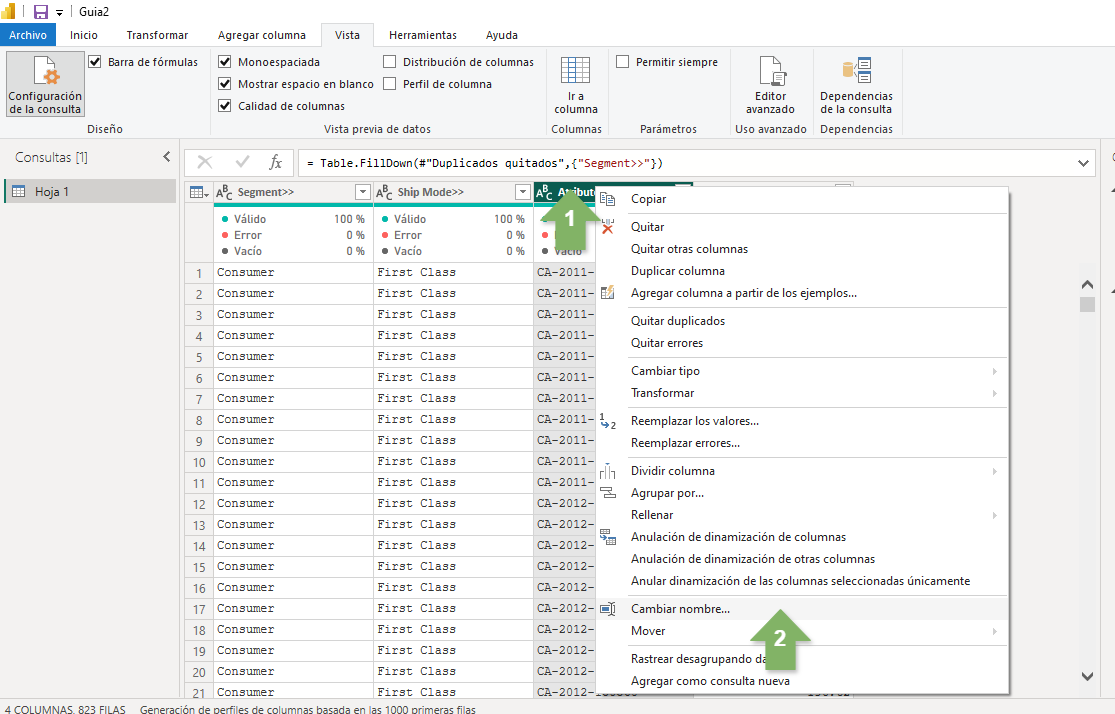 Guia2
Archivo Inicio Transformar Agregar columna Vista Herramientas Ayuda
Configuración de la consulta
Barra de fórmulas
Diseño
Monoespaciada
Mostrar espacio en blanco
Calidad de columnas
Distribución de columnas
Perfil de columna
Vista previa de datos
Ir a columna
Columnas
Permitir siempre
Parámetros
Editor avanzado
Uso avanzado
Dependencias de la consulta
Dependencias
Consultas [1]
Hoja 1
fx
= Table.FillDown(#"Duplicados quitados",{"Segment>>"})
ABC Segment>> ABC Ship Mode>> ABC
Válido 100 % Válido 100 %
Error 0 % Error 0 %
Vacío 0 % Vacío 0 % Vacío
1 Consumer First Class CA-2011-
2 Consumer First Class CA-2011-
3 Consumer First Class CA-2011-
4 Consumer First Class CA-2011-
5 Consumer First Class CA-2011-
6 Consumer First Class CA-2011-
7 Consumer First Class CA-2011-
8 Consumer First Class CA-2011-
9 Consumer First Class CA-2011-
10 Consumer First Class CA-2011-
11 Consumer First Class CA-2011-
12 Consumer First Class CA-2012-
13 Consumer First Class CA-2012-
14 Consumer First Class CA-2012-
15 Consumer First Class CA-2012-
16 Consumer First Class CA-2012-
17 Consumer First Class CA-2012-
18 Consumer First Class CA-2012-
19 Consumer First Class CA-2012-
20 Consumer First Class CA-2012-
21 Consumer First Class
1
Copiar
Quitar
Quitar otras columnas
Duplicar columna
Agregar columna a partir de los ejemplos...
Quitar duplicados
Quitar errores
Cambiar tipo
Transformar
Reemplazar los valores...
Reemplazar errores...
Dividir columna
Agrupar por...
Rellenar
Anulación de dinamización de columnas
Anulación de dinamización de otras columnas
Anular dinamización de las columnas seleccionadas únicamente
Cambiar nombre...
Mover
2
Rastrear desagrupando
Agregar como consulta nueva
4 COLUMNAS, 823 FILAS Generación de perfiles de columnas basada en las 1000 primeras filas